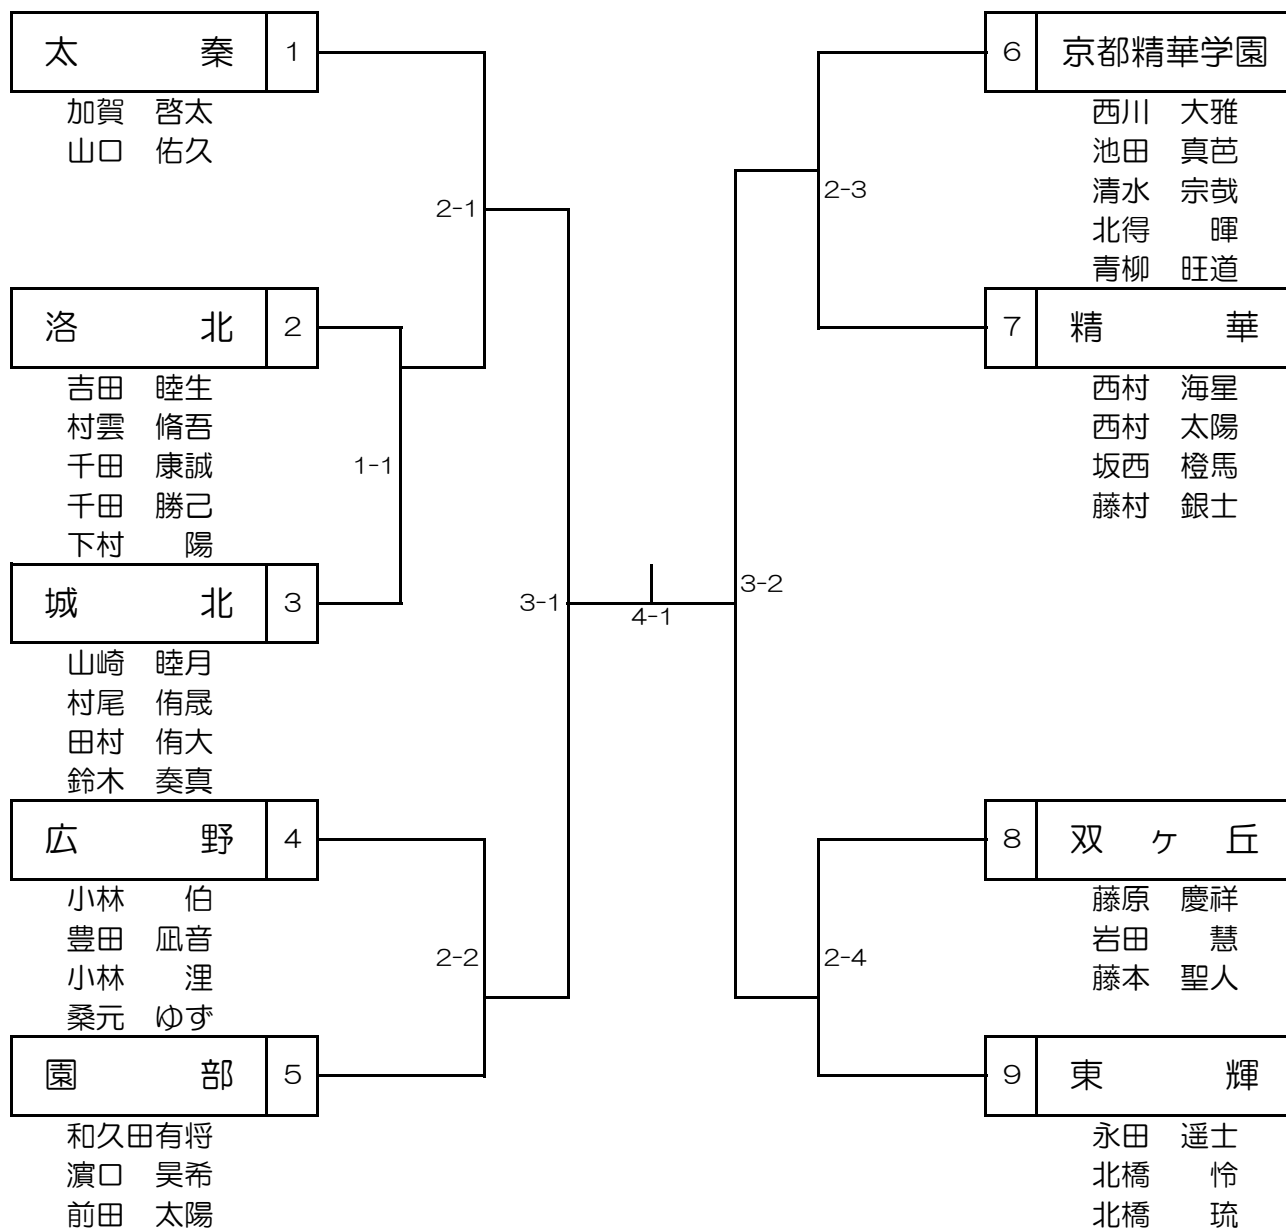 太秦 1
加賀 啓太
山口 佑久
2-1
洛北 2
吉田 睦生
村雲 脩吾
千田 康誠
千田 勝己
下村 陽
1-1
城北 3
山崎 睦月
村尾 侑晟
田村 侑大
鈴木 奏真
3-1
広野 4
小林 伯
豊田 凪音
小林 浬
桑元 ゆず
2-2
園部 5
和久田有将
濵口 昊希
前田 太陽
4-1
6 京都精華学園
西川 大雅
池田 真芭
清水 宗哉
北得 暉
青柳 旺道
2-3
7 精華
西村 海星
西村 太陽
坂西 橙馬
藤村 銀士
3-2
8 双ヶ丘
藤原 慶祥
岩田 慧
藤本 聖人
2-4
9 東輝
永田 遥士
北橋 怜
北橋 琉